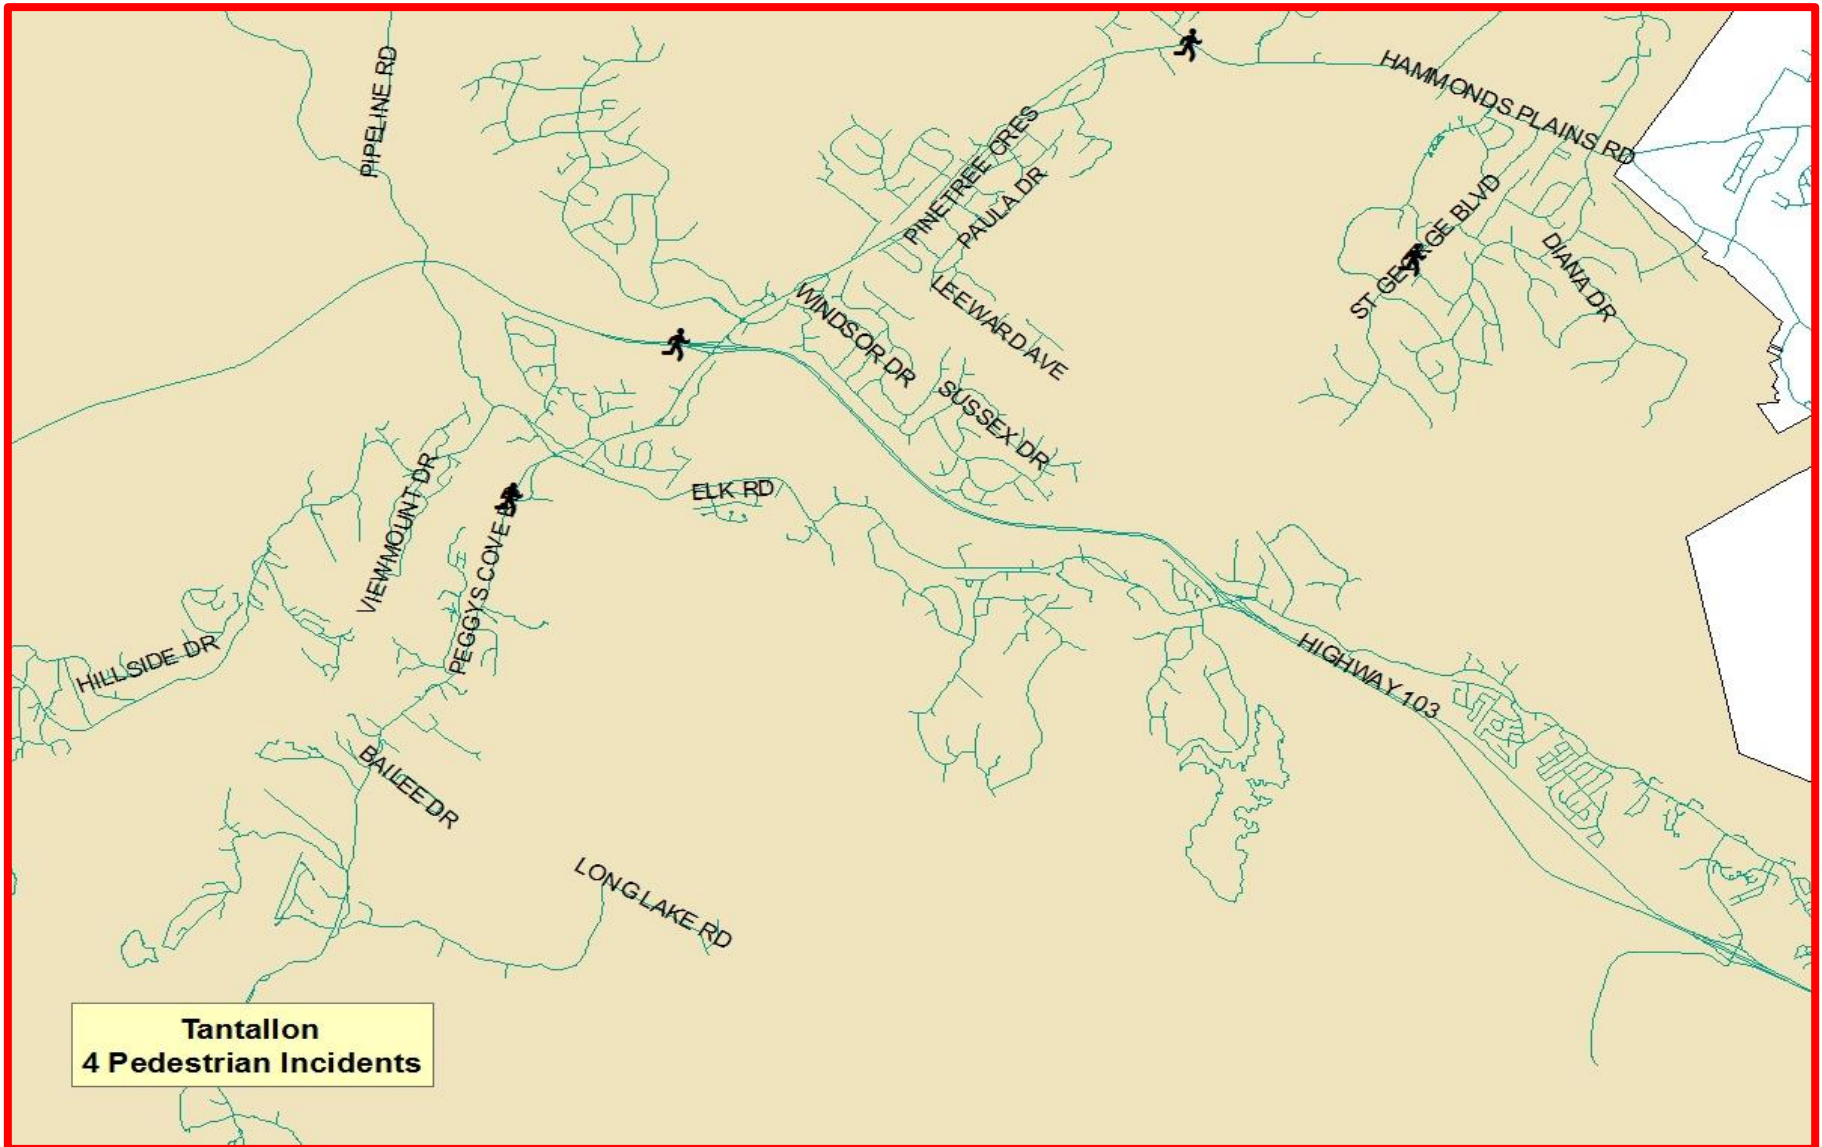 PIPELINE RD
HAMMONDS PLAINS RD
PINETREE CRES
PAULA DR
ST GEORGE BLVD
DIANA DR
LEEWARD AVE
WINDSOR DR
SUSSEX DR
VIEWMOUNT DR
ELK RD
PEGGYS COVE
HILLSIDE DR
HIGHWAY 103
BAILEE DR
LONG LAKE RD
Tantallon
4 Pedestrian Incidents